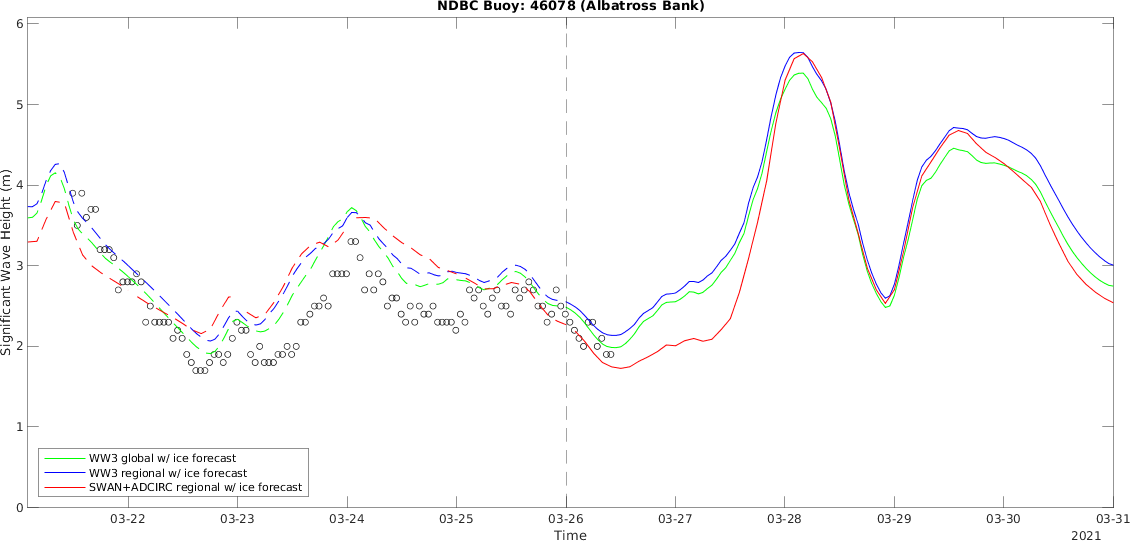 NDBC Buoy: 46078 (Albatross Bank)
Significant Wave Height (m)
6
5
4
3
2
1
0
WW3 global w/ ice forecast
WW3 regional w/ ice forecast
SWAN+ADCIRC regional w/ ice forecast
03-22 03-23 03-24 03-25 03-26 03-27 03-28 03-29 03-30 03-31
Time
2021